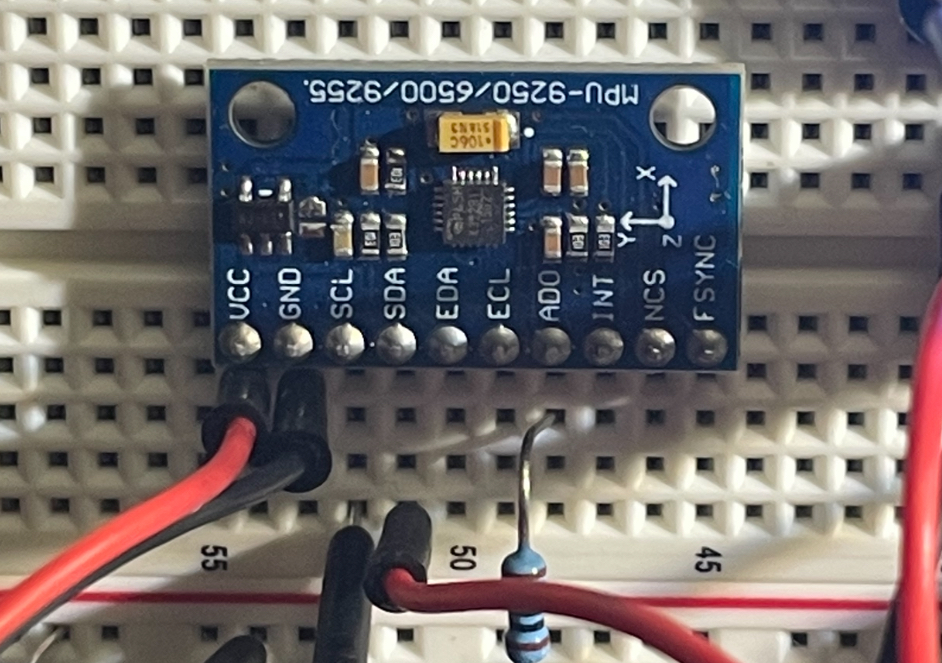 MPU-9250/6500/9255.
106C
X
Y
Z
VCC
GND
SCL
SDA
EDA
ECL
ADO
INT
NCS
FSYNC
55
50
45